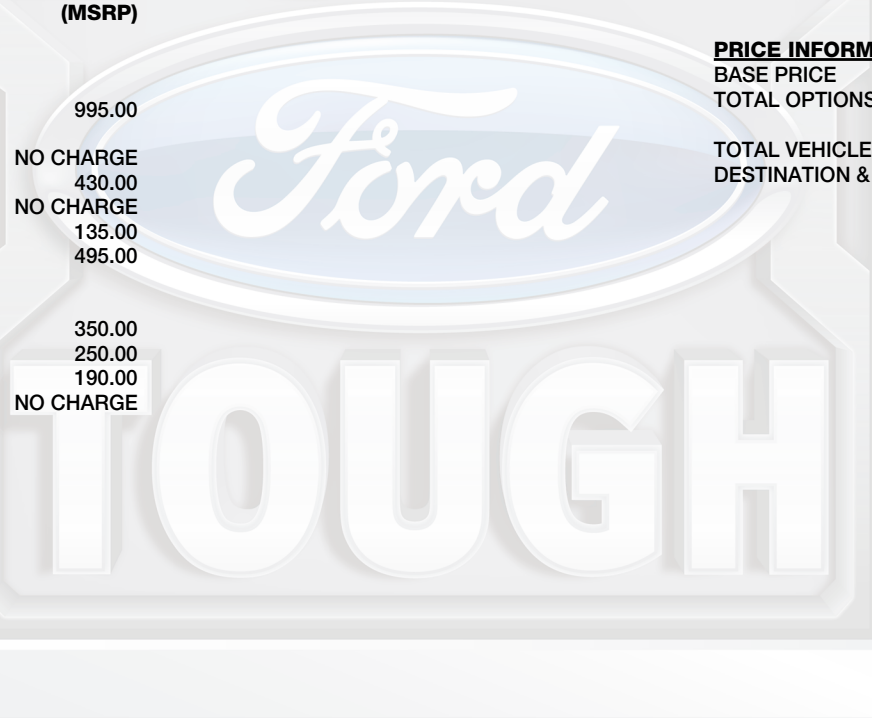 (MSRP)
995.00
NO CHARGE
430.00
NO CHARGE
135.00
495.00
350.00
250.00
190.00
NO CHARGE
PRICE INFORM
BASE PRICE
TOTAL OPTIONS
TOTAL VEHICLE
DESTINATION &
Ford
TOUGH